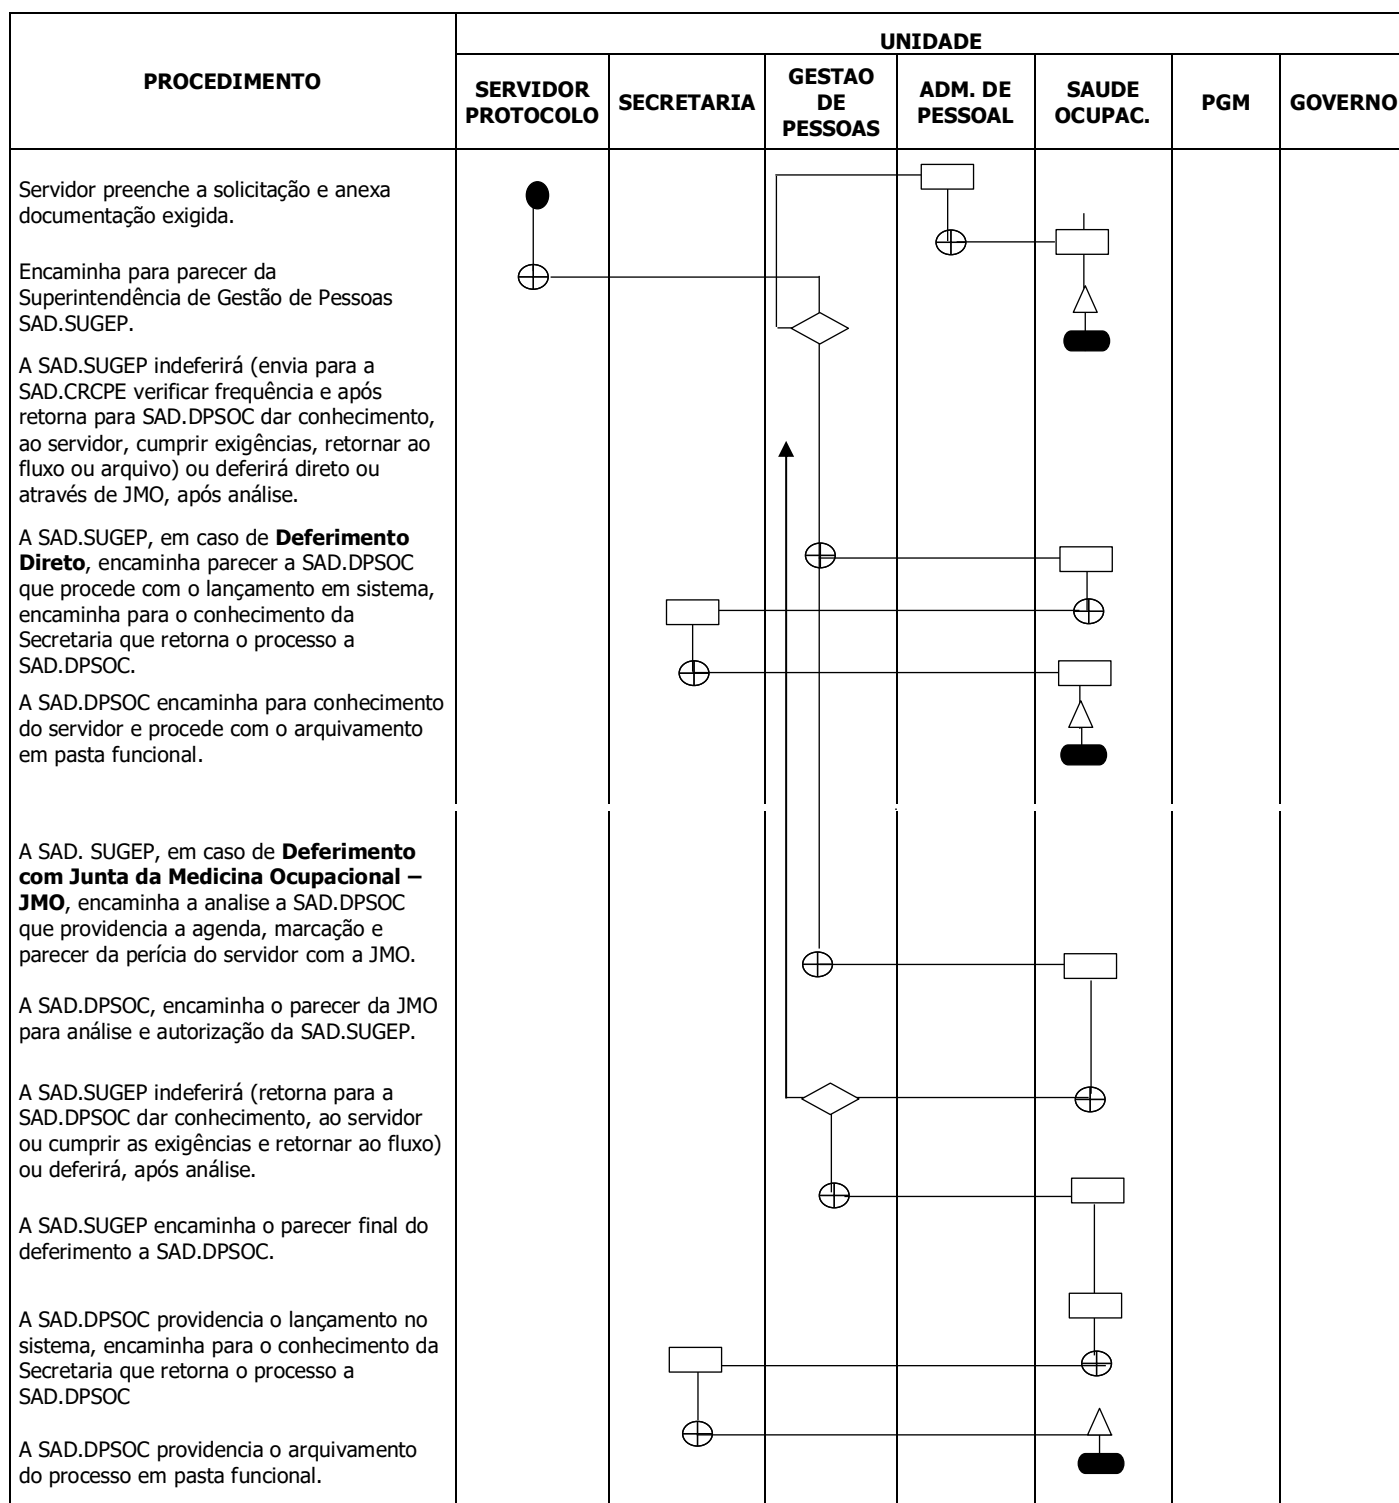 PROCEDIMENTO
UNIDADE
SERVIDOR
PROTOCOLO
SECRETARIA
GESTAO
DE
PESSOAS
ADM. DE
PESSOAL
SAUDE
OCUPAC.
PGM
GOVERNO
Servidor preenche a solicitação e anexa
documentação exigida.
Encaminha para parecer da
Superintendência de Gestão de Pessoas
SAD.SUGEP.
A SAD.SUGEP indeferirá (envia para a
SAD.CRCPE verificar frequência e após
retorna para SAD.DPSOC dar conhecimento,
ao servidor, cumprir exigências, retornar ao
fluxo ou arquivo) ou deferirá direto ou
através de JMO, após análise.
A SAD.SUGEP, em caso de Deferimento
Direto, encaminha parecer a SAD.DPSOC
que procede com o lançamento em sistema,
encaminha para o conhecimento da
Secretaria que retorna o processo a
SAD.DPSOC.
A SAD.DPSOC encaminha para conhecimento
do servidor e procede com o arquivamento
em pasta funcional.
A SAD. SUGEP, em caso de Deferimento
com Junta da Medicina Ocupacional –
JMO, encaminha a analise a SAD.DPSOC
que providencia a agenda, marcação e
parecer da perícia do servidor com a JMO.
A SAD.DPSOC, encaminha o parecer da JMO
para análise e autorização da SAD.SUGEP.
A SAD.SUGEP indeferirá (retorna para a
SAD.DPSOC dar conhecimento, ao servidor
ou cumprir as exigências e retornar ao fluxo)
ou deferirá, após análise.
A SAD.SUGEP encaminha o parecer final do
deferimento a SAD.DPSOC.
A SAD.DPSOC providencia o lançamento no
sistema, encaminha para o conhecimento da
Secretaria que retorna o processo a
SAD.DPSOC
A SAD.DPSOC providencia o arquivamento
do processo em pasta funcional.